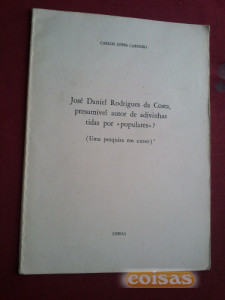 CARLOS LOPES CARDOSO
José Daniel Rodrigues da Costa,
presumível autor de adivinhas
tidas por «populares»?
(Uma pesquisa em curso)*
LISBOA
coisas